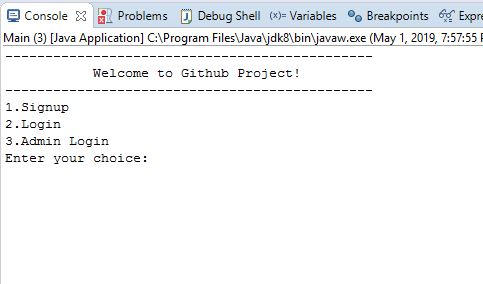 Console Problems Debug Shell (x)= Variables Breakpoints Expre
Main (3) [Java Application] C:\Program Files\Java\jdk8\bin\javaw.exe (May 1, 2019, 7:57:55 P
----------------------------------------------
Welcome to Github Project!
----------------------------------------------
1.Signup
2.Login
3.Admin Login
Enter your choice: